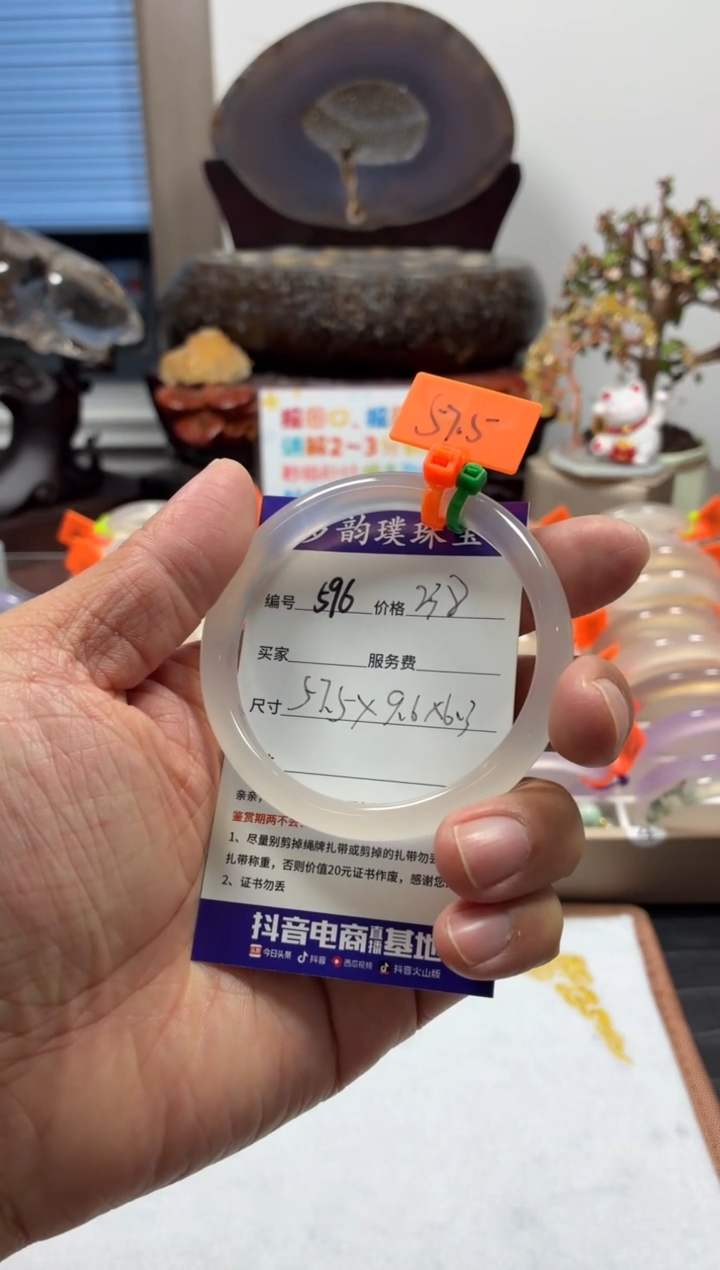 57.5
韵璞珠宝
编号 596 价格 238
买家 服务费
尺寸 57.5×9.6×6.3
亲亲，
鉴赏期两不
1、尽量别剪掉绳牌扎带或剪掉的扎带勿丢
扎带称重，否则价值20元证书作废，感谢您
2、证书勿丢
抖音电商直播基地
今日头条 抖音 西瓜视频 抖音火山版